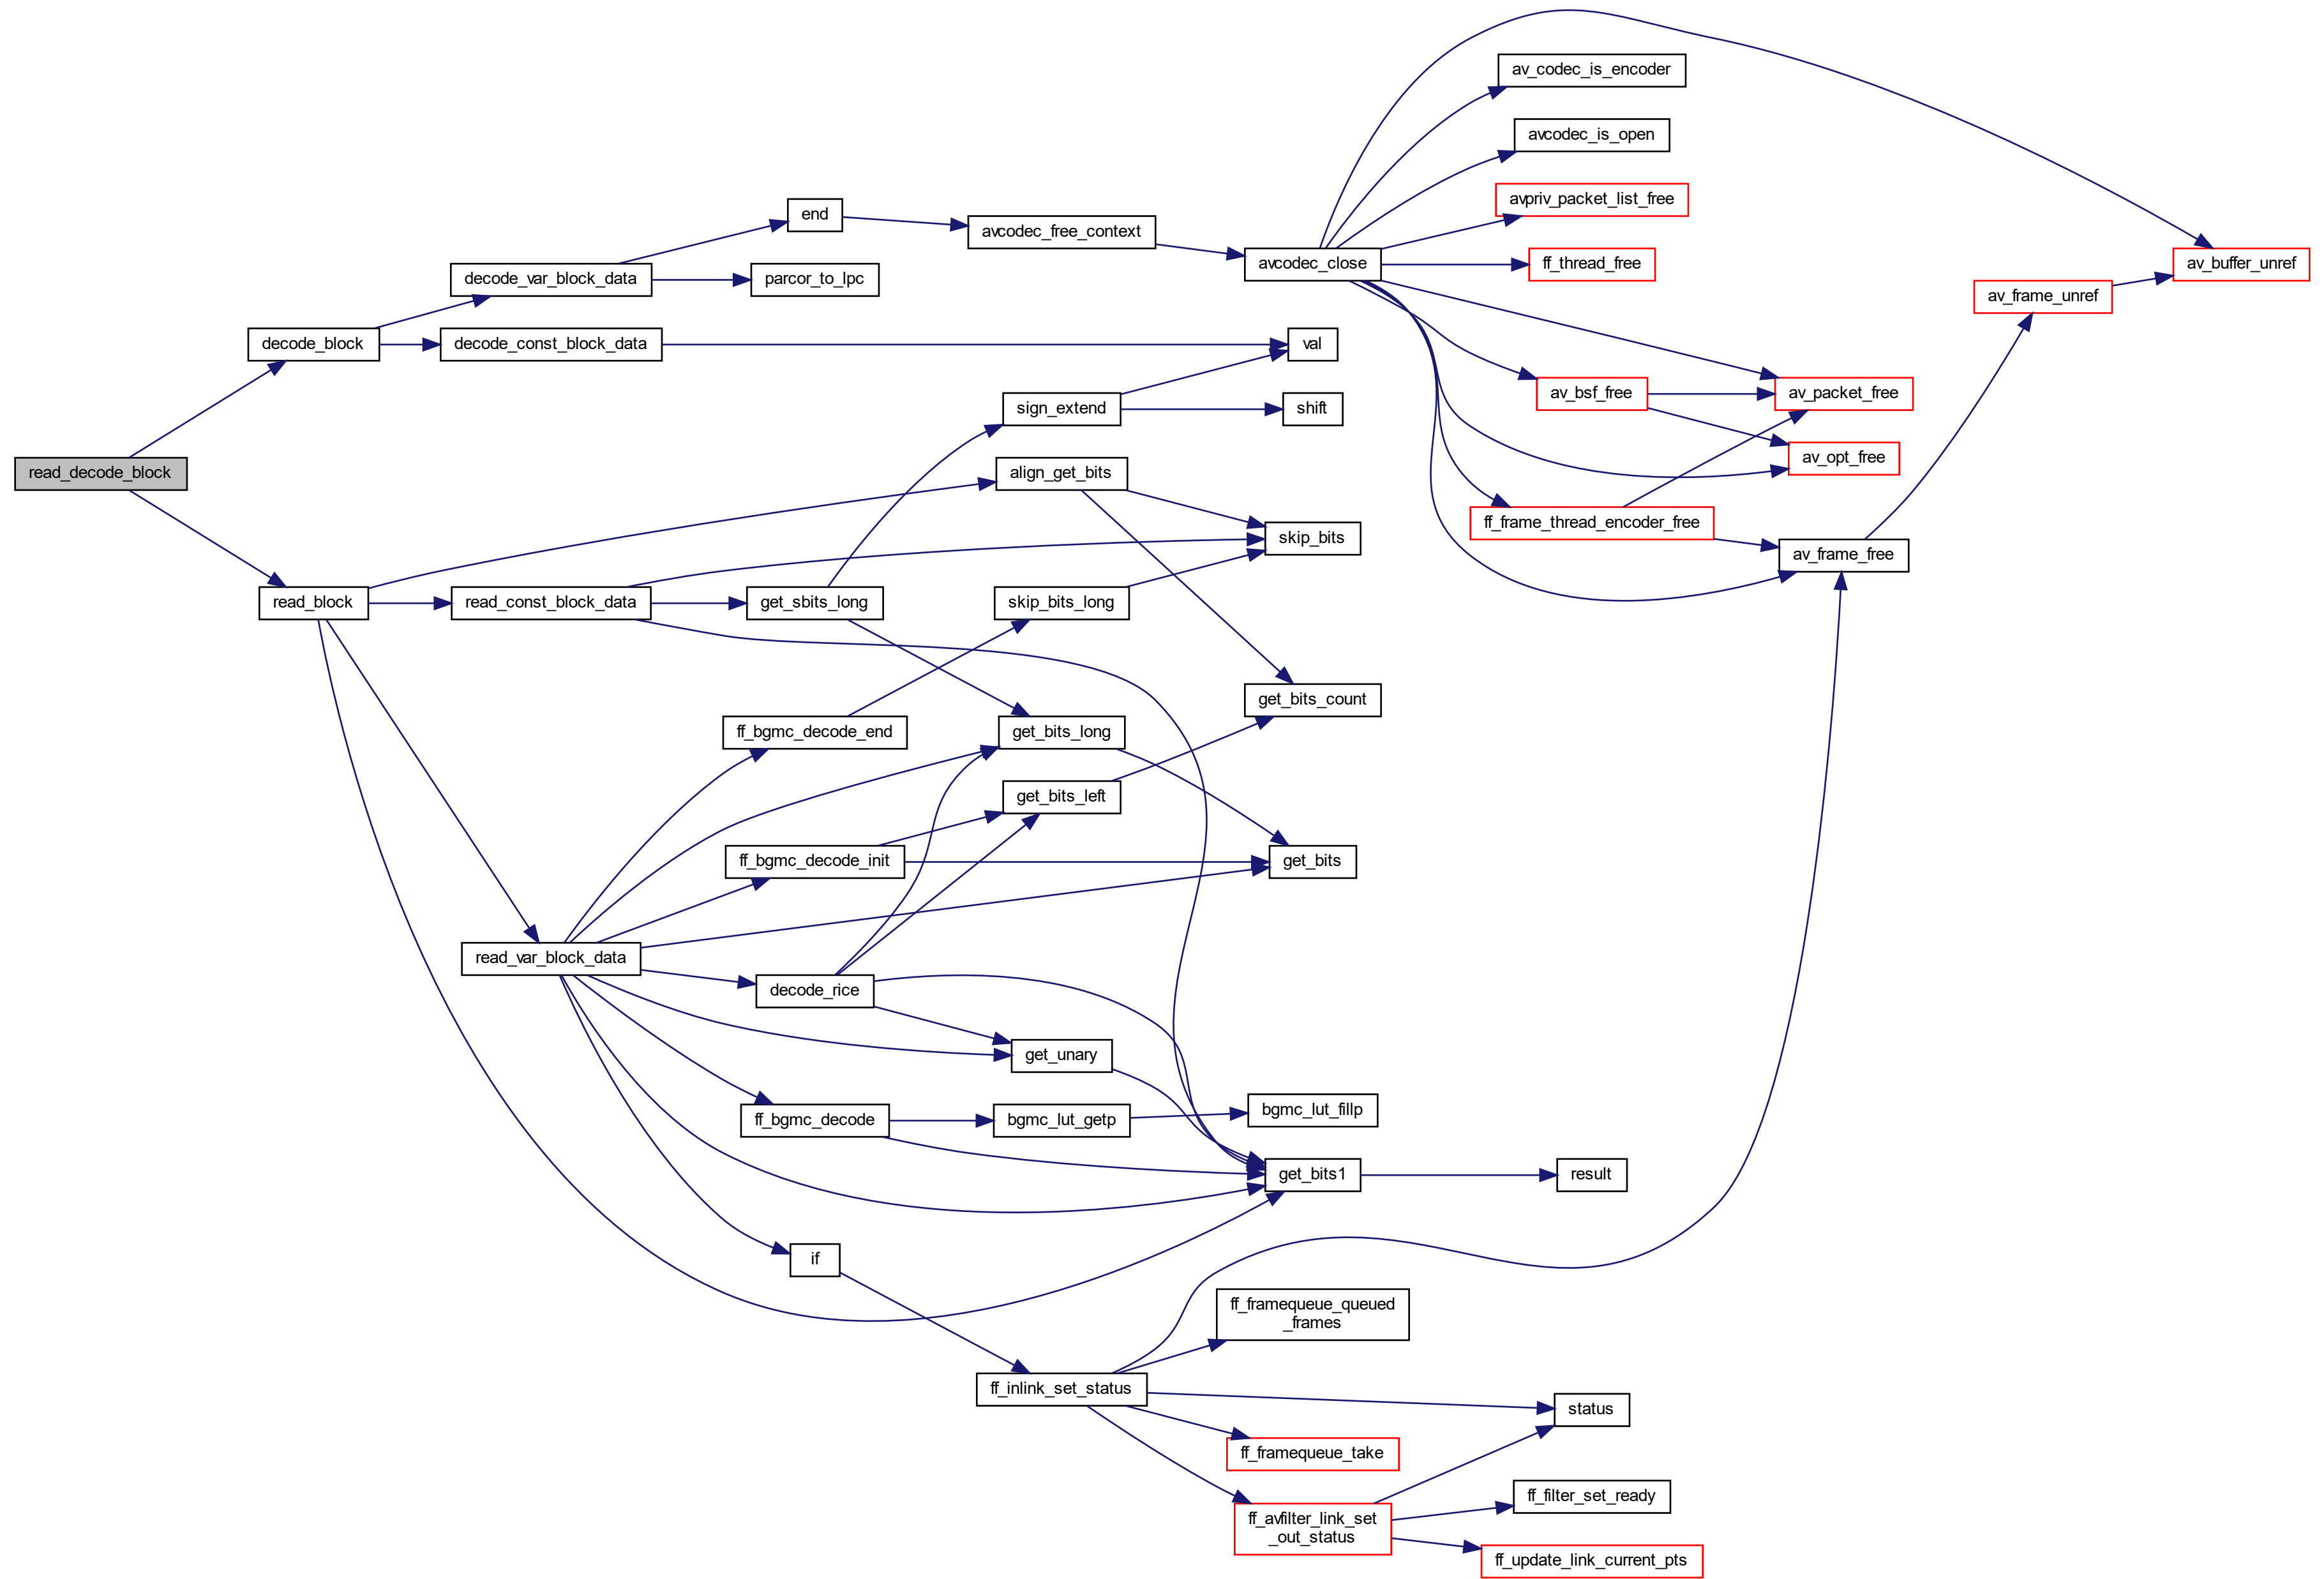 av_codec_is_encoder
avcodec_is_open
avpriv_packet_list_free
end
avcodec_free_context
avcodec_close
ff_thread_free
av_buffer_unref
decode_var_block_data
parcor_to_lpc
av_frame_unref
decode_block
decode_const_block_data
val
sign_extend
shift
av_bsf_free
av_packet_free
read_decode_block
align_get_bits
av_opt_free
skip_bits
ff_frame_thread_encoder_free
av_frame_free
read_block
read_const_block_data
get_sbits_long
skip_bits_long
get_bits_count
ff_bgmc_decode_end
get_bits_long
get_bits_left
ff_bgmc_decode_init
get_bits
read_var_block_data
decode_rice
get_unary
ff_bgmc_decode
bgmc_lut_getp
bgmc_lut_fillp
get_bits1
result
if
ff_framequeue_queued
_frames
ff_inlink_set_status
status
ff_framequeue_take
ff_filter_set_ready
ff_avfilter_link_set
_out_status
ff_update_link_current_pts